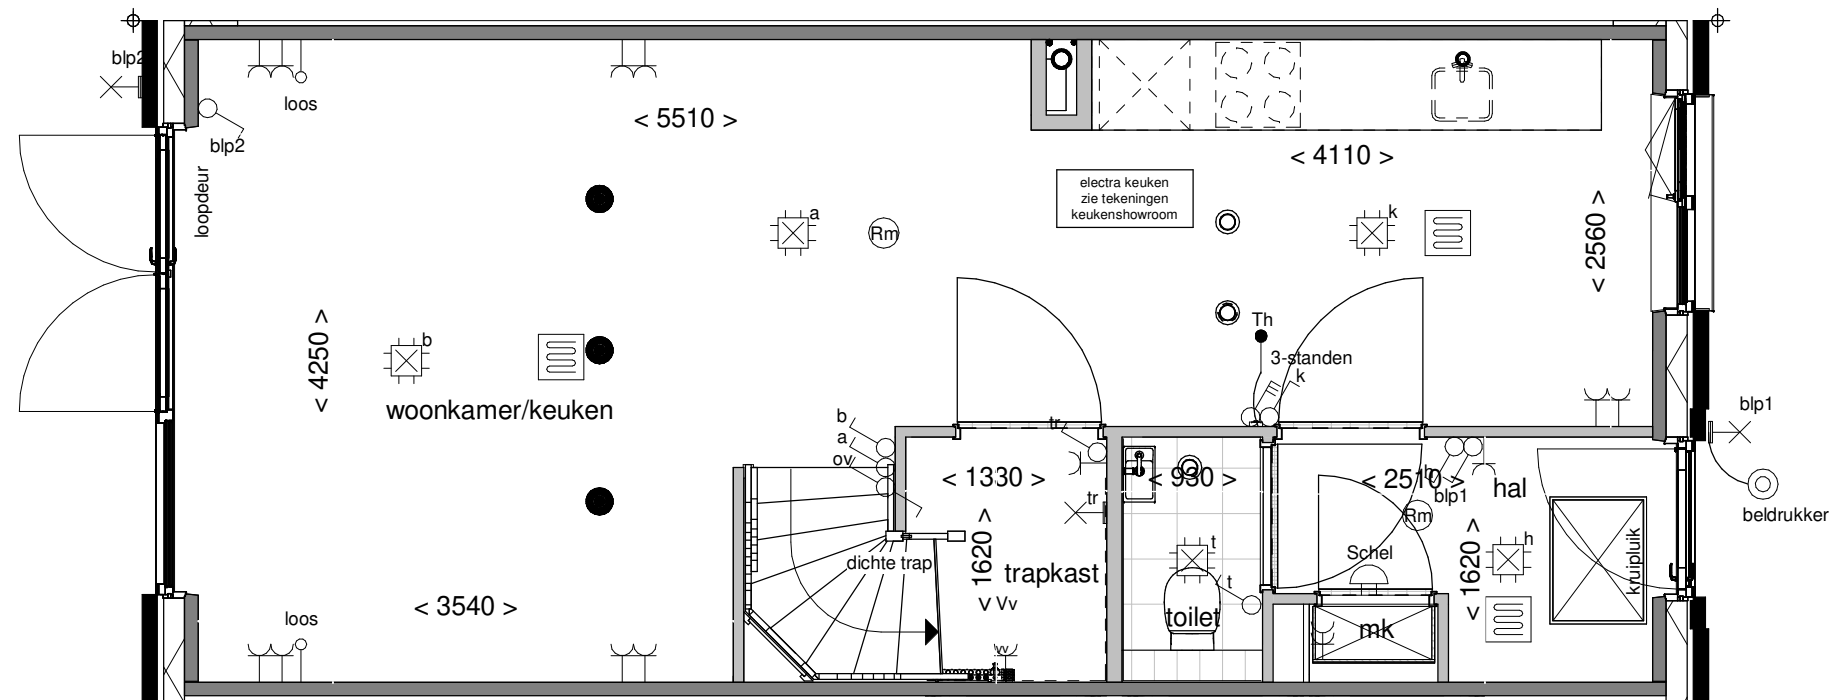 blp2
loos
blp2
loopdeur
< 5510 >
< 4110 >
electra keuken
zie tekeningen
keukenshowroom
a
Rm
k
< 2560 >
Th
3-standen
k
b
< 4250 >
woonkamer/keuken
b
a
ov
tr
blp1
< 1330 >
< 930 >
< 2510 >
h
blp1
hal
tr
Rm
beldrukker
dichte trap
< 1620 >
trapkast
t
Schel
h
< 1620 >
kruipluik
t
< 3540 >
Vv
toilet
mk
loos
vv